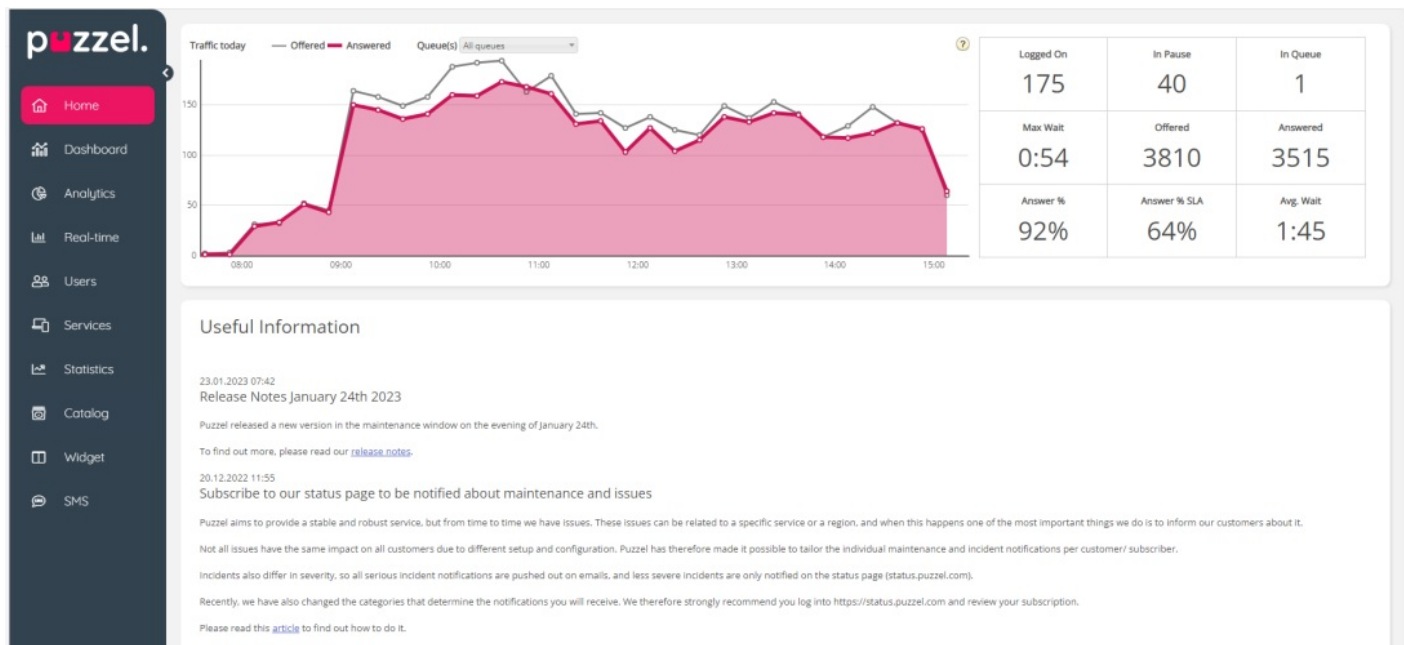 puzzel.
Home
Dashboard
Analytics
Real-time
Users
Services
Statistics
Catalog
Widget
SMS
Traffic today Offered Answered Queue(s) All queues ?
150
100
50
0
08:00 09:00 10:00 11:00 12:00 13:00 14:00 15:00
Logged On In Pause In Queue
175 40 1
Max Wait Offered Answered
0:54 3810 3515
Answer % Answer % SLA Avg. Wait
92% 64% 1:45
Useful Information
23.01.2023 07:42
Release Notes January 24th 2023
Puzzel released a new version in the maintenance window on the evening of January 24th.
To find out more, please read our release notes.
20.12.2022 11:55
Subscribe to our status page to be notified about maintenance and issues
Puzzel aims to provide a stable and robust service, but from time to time we have issues. These issues can be related to a specific service or a region, and when this happens one of the most important things we do is to inform our customers about it.
Not all issues have the same impact on all customers due to different setup and configuration. Puzzel has therefore made it possible to tailor the individual maintenance and incident notifications per customer/ subscriber.
Incidents also differ in severity, so all serious incident notifications are pushed out on emails, and less severe incidents are only notified on the status page (status.puzzel.com).
Recently, we have also changed the categories that determine the notifications you will receive. We therefore strongly recommend you log into https://status.puzzel.com and review your subscription.
Please read this article to find out how to do it.